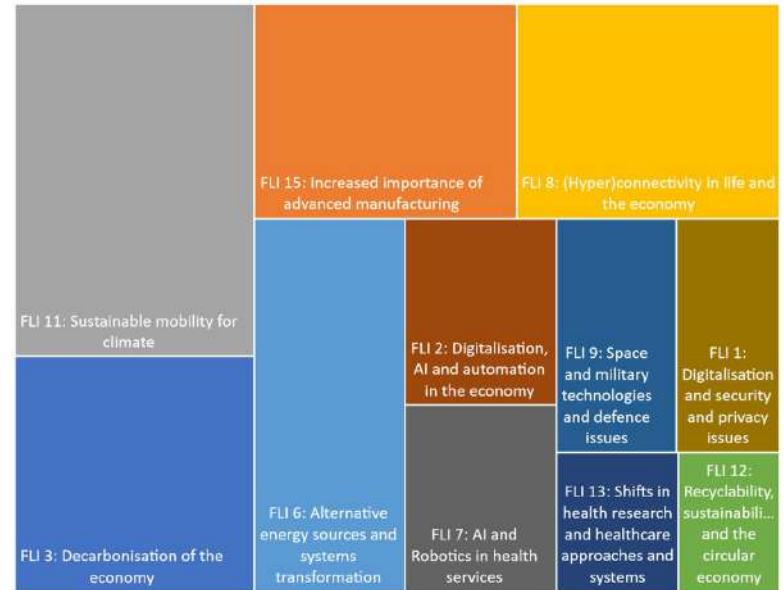 FLI 15: Increased importance of
advanced manufacturing
FLI 8: (Hyper)connectivity in life and
the economy
FLI 11: Sustainable mobility for
climate
FLI 2: Digitalisation,
AI and automation
in the economy
FLI 9: Space
and military
technologies
and defence
issues
FLI 1:
Digitalisation
and security
and privacy
issues
FLI 3: Decarbonisation of the
economy
FLI 6: Alternative
energy sources and
systems
transformation
FLI 7: AI and
Robotics in health
services
FLI 13: Shifts in
health research
and healthcare
approaches and
systems
FLI 12:
Recyclability,
sustainabili...
and the
circular
economy